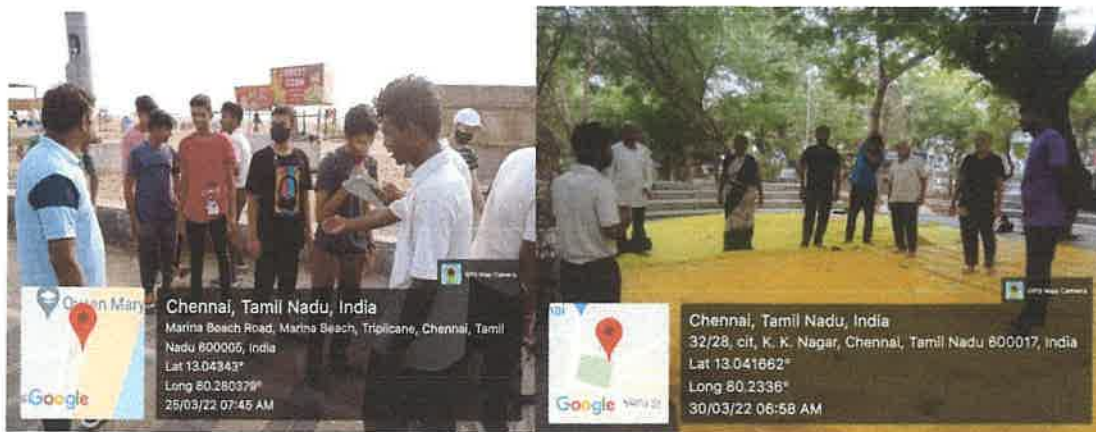 GPS Map Camera
Chennai, Tamil Nadu, India
Marina Beach Road, Marina Beach, Triplicane, Chennai, Tamil
Nadu 600005, India
Lat 13.04343°
Long 80.280379°
25/03/22 07:45 AM
Queen Mary
Google
GPS Map Camera
Chennai, Tamil Nadu, India
32/28, cit, K. K. Nagar, Chennai, Tamil Nadu 600017, India
Lat 13.041662°
Long 80.2336°
30/03/22 06:58 AM
Google